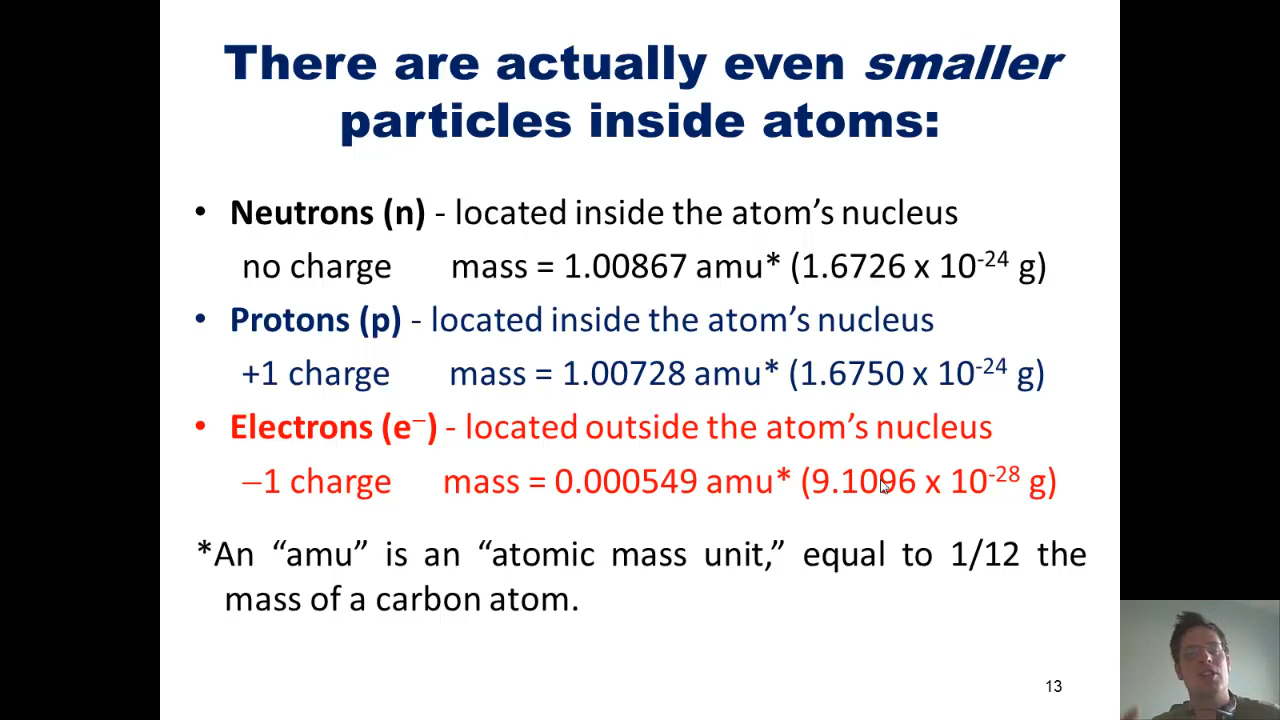 There are actually even smaller
particles inside atoms:
• Neutrons (n) - located inside the atom’s nucleus
no charge mass = 1.00867 amu* (1.6726 x 10⁻²⁴ g)
• Protons (p) - located inside the atom’s nucleus
+1 charge mass = 1.00728 amu* (1.6750 x 10⁻²⁴ g)
• Electrons (e⁻) - located outside the atom’s nucleus
−1 charge mass = 0.000549 amu* (9.1096 x 10⁻²⁸ g)
*An “amu” is an “atomic mass unit,” equal to 1/12 the
mass of a carbon atom.
13